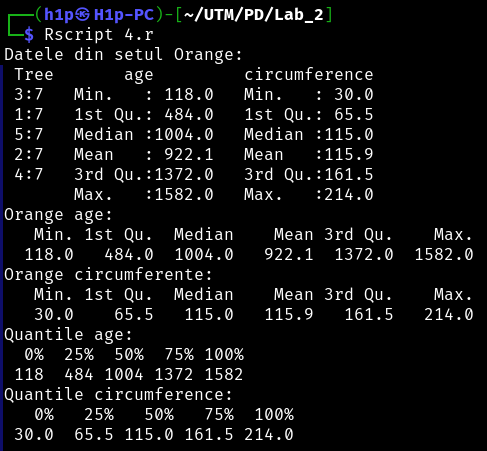 ┌──(h1p㉿H1p-PC)-[~/UTM/PD/Lab_2]
└─$ Rscript 4.r
Datele din setul Orange:
 Tree       age         circumference
 3:7   Min.   : 118.0   Min.   : 30.0
 1:7   1st Qu.: 484.0   1st Qu.: 65.5
 5:7   Median :1004.0   Median :115.0
 2:7   Mean   : 922.1   Mean   :115.9
 4:7   3rd Qu.:1372.0   3rd Qu.:161.5
       Max.   :1582.0   Max.   :214.0
Orange age:
   Min. 1st Qu.  Median    Mean 3rd Qu.    Max.
  118.0   484.0  1004.0   922.1  1372.0  1582.0
Orange circumferente:
   Min. 1st Qu.  Median    Mean 3rd Qu.    Max.
   30.0    65.5   115.0   115.9   161.5   214.0
Quantile age:
  0%  25%  50%  75% 100%
 118  484 1004 1372 1582
Quantile circumference:
   0%   25%   50%   75%  100%
 30.0  65.5 115.0 161.5 214.0